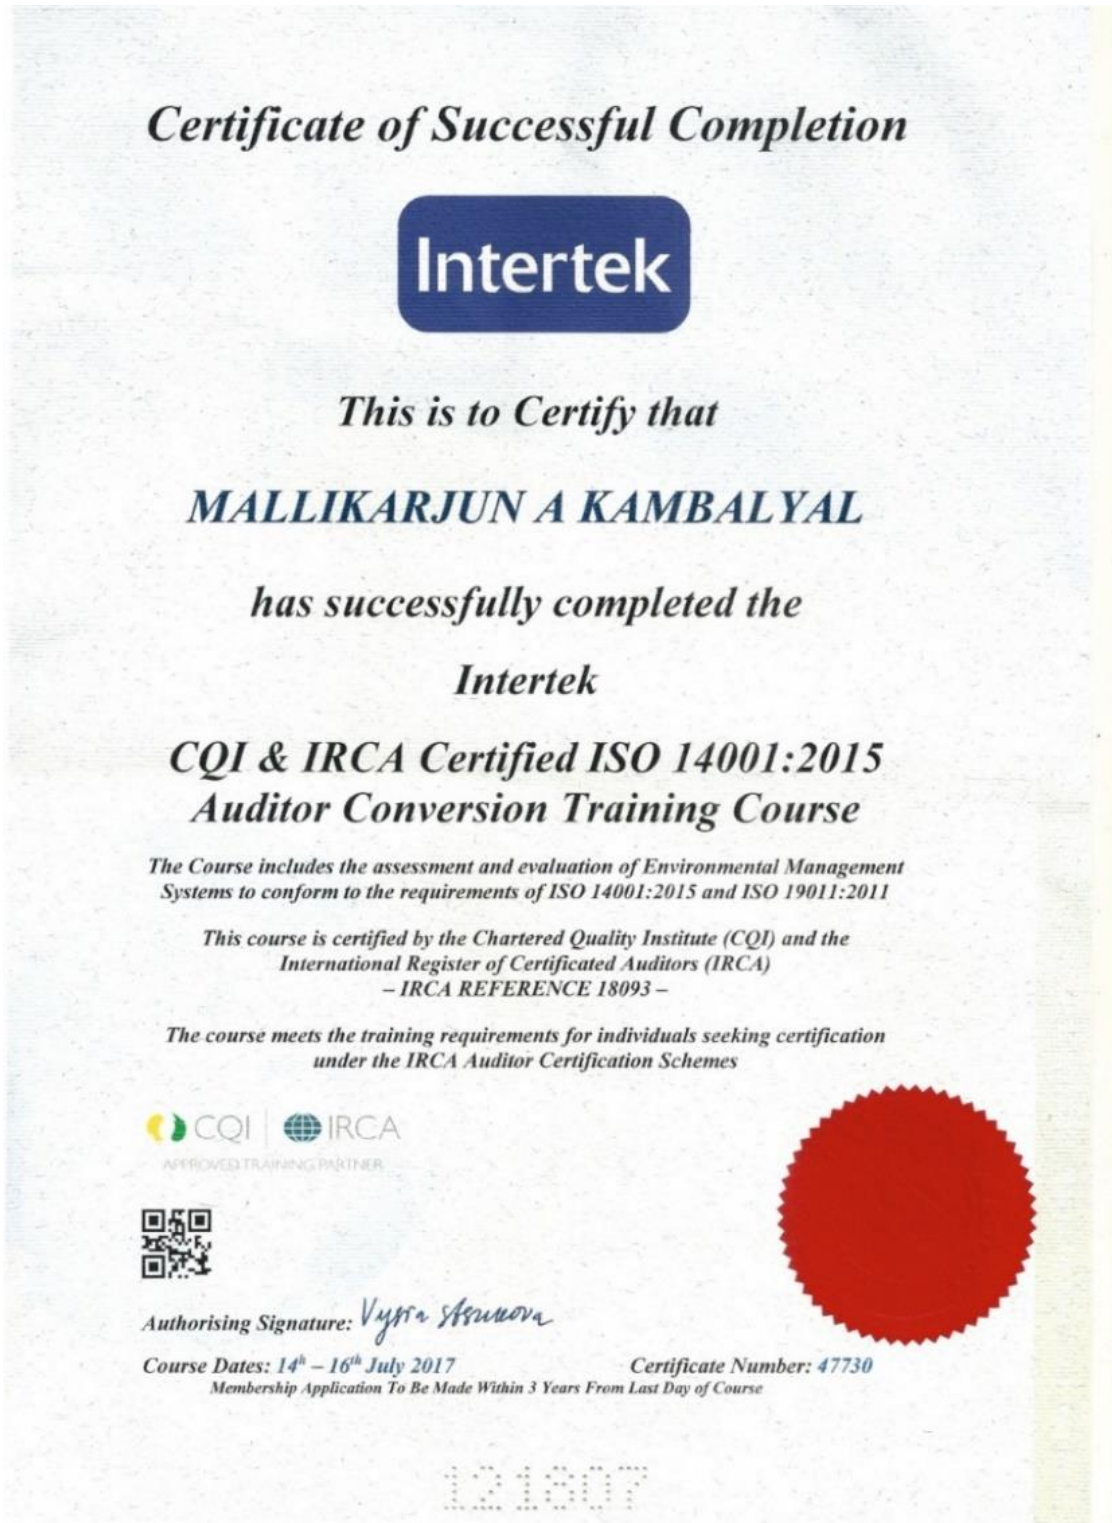 Certificate of Successful Completion
Intertek
This is to Certify that
MALLIKARJUN A KAMBALYAL
has successfully completed the
Intertek
CQI & IRCA Certified ISO 14001:2015
Auditor Conversion Training Course
The Course includes the assessment and evaluation of Environmental Management
Systems to conform to the requirements of ISO 14001:2015 and ISO 19011:2011
This course is certified by the Chartered Quality Institute (CQI) and the
International Register of Certificated Auditors (IRCA)
– IRCA REFERENCE 18093 –
The course meets the training requirements for individuals seeking certification
under the IRCA Auditor Certification Schemes
CQI | IRCA
APPROVED TRAINING PARTNER
Authorising Signature:
Course Dates: 14h – 16th July 2017 Certificate Number: 47730
Membership Application To Be Made Within 3 Years From Last Day of Course
121807